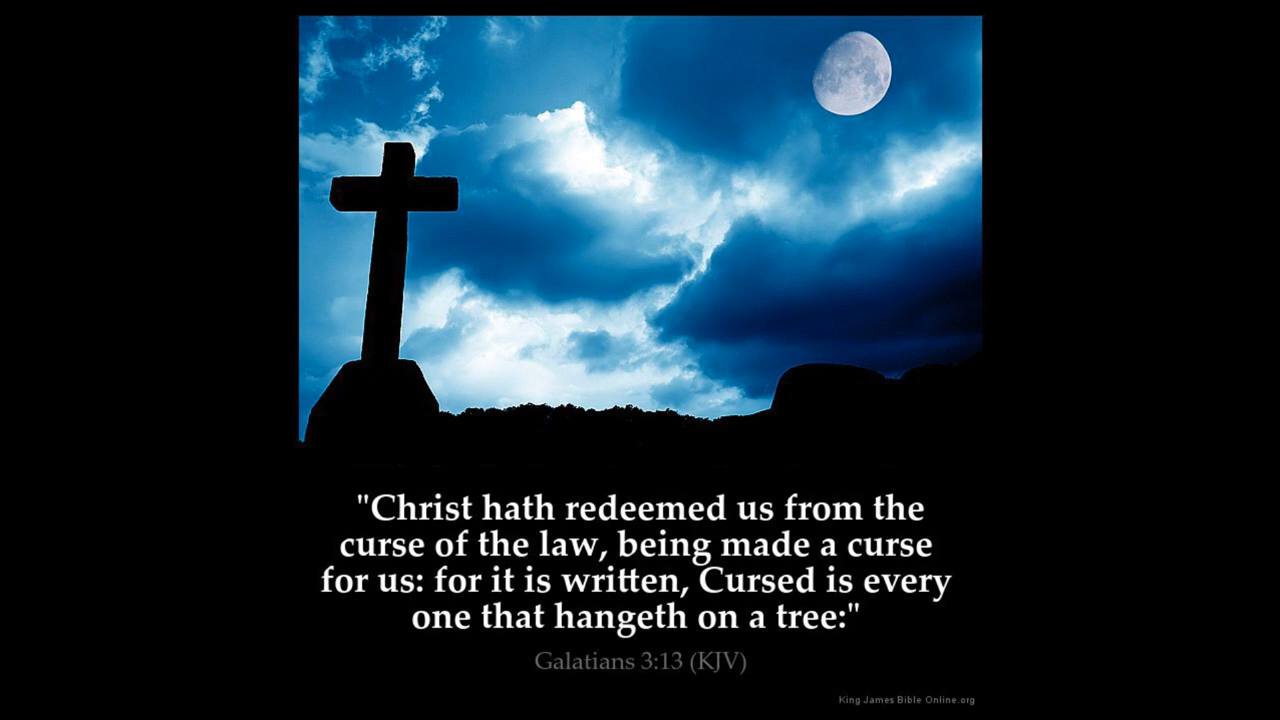 "Christ hath redeemed us from the
curse of the law, being made a curse
for us: for it is written, Cursed is every
one that hangeth on a tree:"
Galatians 3:13 (KJV)
King James Bible Online.org